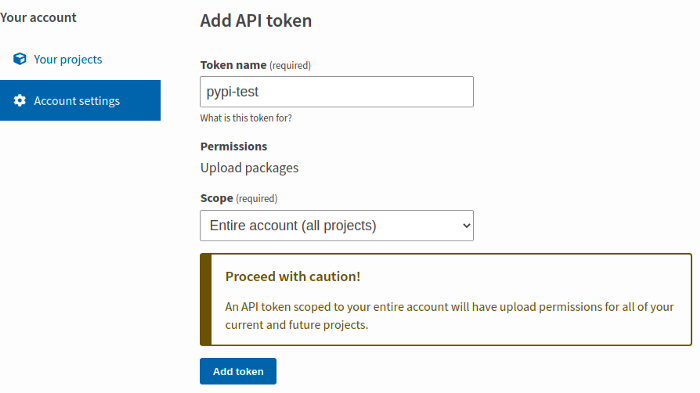 Your account
Your projects
Account settings
Add API token
Token name (required)
pypi-test
What is this token for?
Permissions
Upload packages
Scope (required)
Entire account (all projects)
Proceed with caution!
An API token scoped to your entire account will have upload permissions for all of your
current and future projects.
Add token